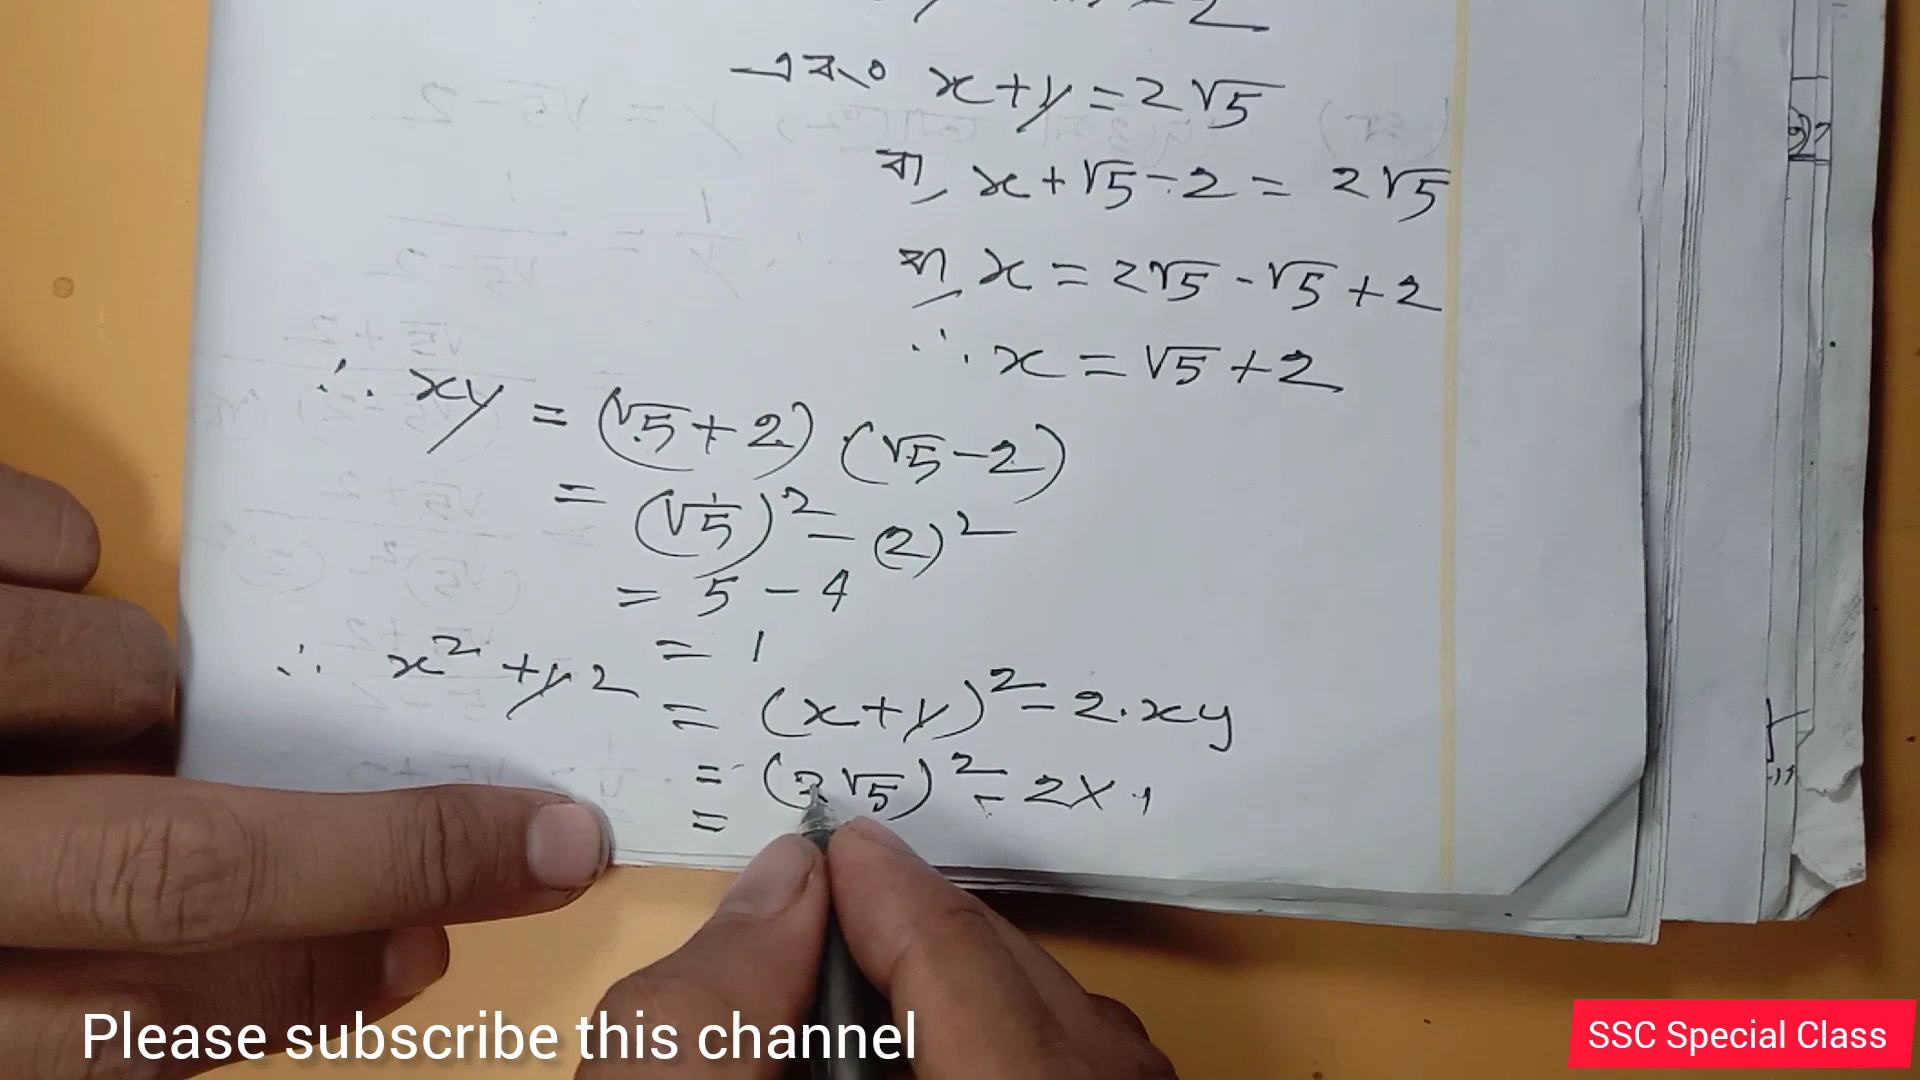 এবং x+y=2√5
বা, x+√5-2= 2√5
বা, x=2√5-√5+2
∴ x=√5+2
∴ xy = (√5+2) (√5-2)
= (√5)² - (2)²
= 5-4
= 1
∴ x²+y² = (x+y)²-2.xy
= (2√5)² - 2×1
=
Please subscribe this channel
SSC Special Class